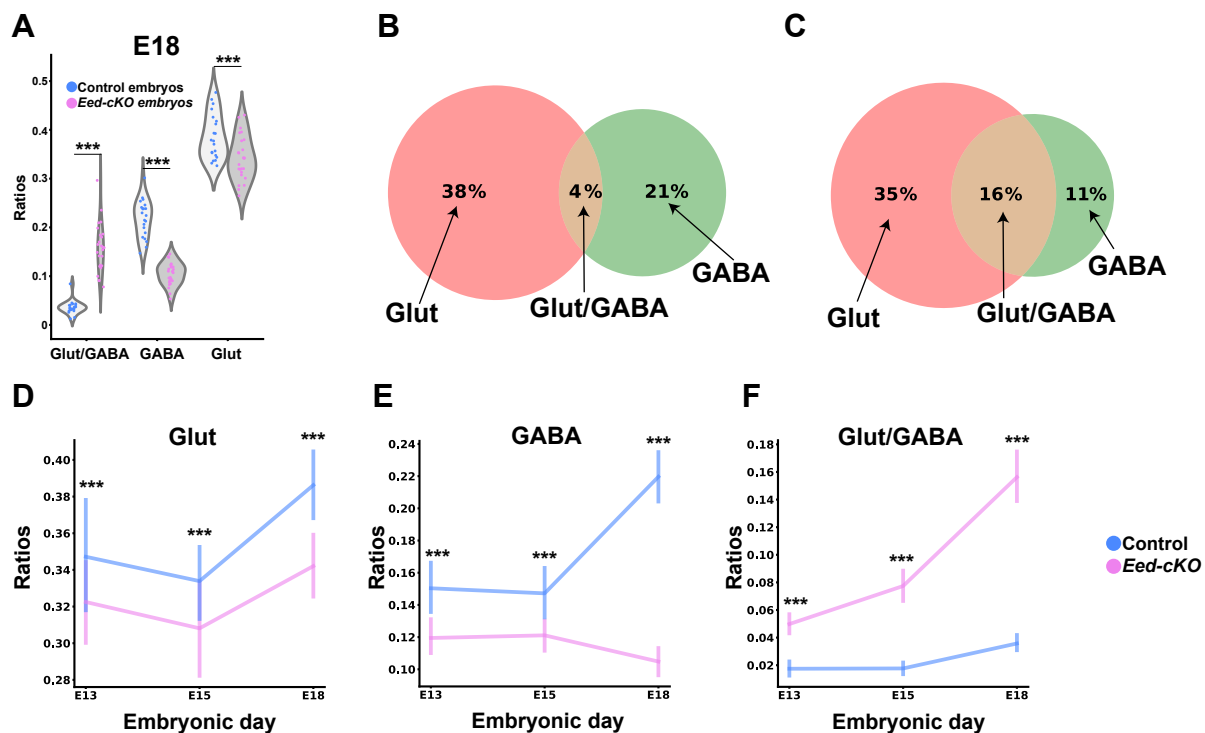 A
E18
***
0.5
Control embryos
Eed-cKO embryos
0.4
***
***
0.3
Ratios
0.2
0.1
0
Glut/GABA
GABA
Glut
B
38%
4%
21%
GABA
Glut
Glut/GABA
C
35%
16%
11%
GABA
Glut
Glut/GABA
D
Glut
***
0.40
***
0.38
***
0.36
Ratios
0.34
0.32
0.30
0.28
E13
E15
E18
Embryonic day
E
GABA
0.24
***
0.22
0.20
0.18
***
***
Ratios
0.16
0.14
0.12
0.10
E13
E15
E18
Embryonic day
F
0.18
Glut/GABA
***
0.16
0.14
0.12
Ratios
0.10
***
0.08
0.06
***
0.04
0.02
E13
E15
E18
Embryonic day
Control
Eed-cKO